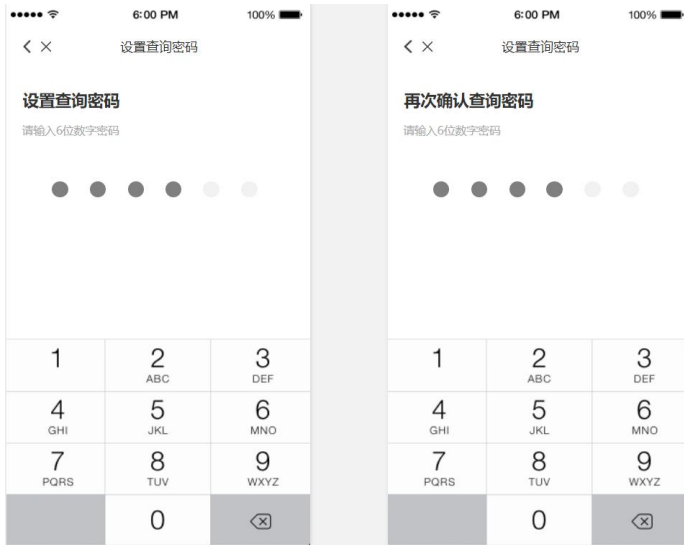 6:00 PM
100%
设置查询密码
设置查询密码
请输入6位数字密码
1
2
ABC
3
DEF
4
GHI
5
JKL
6
MNO
7
PQRS
8
TUV
9
WXYZ
0
6:00 PM
100%
设置查询密码
再次确认查询密码
请输入6位数字密码
1
2
ABC
3
DEF
4
GHI
5
JKL
6
MNO
7
PQRS
8
TUV
9
WXYZ
0